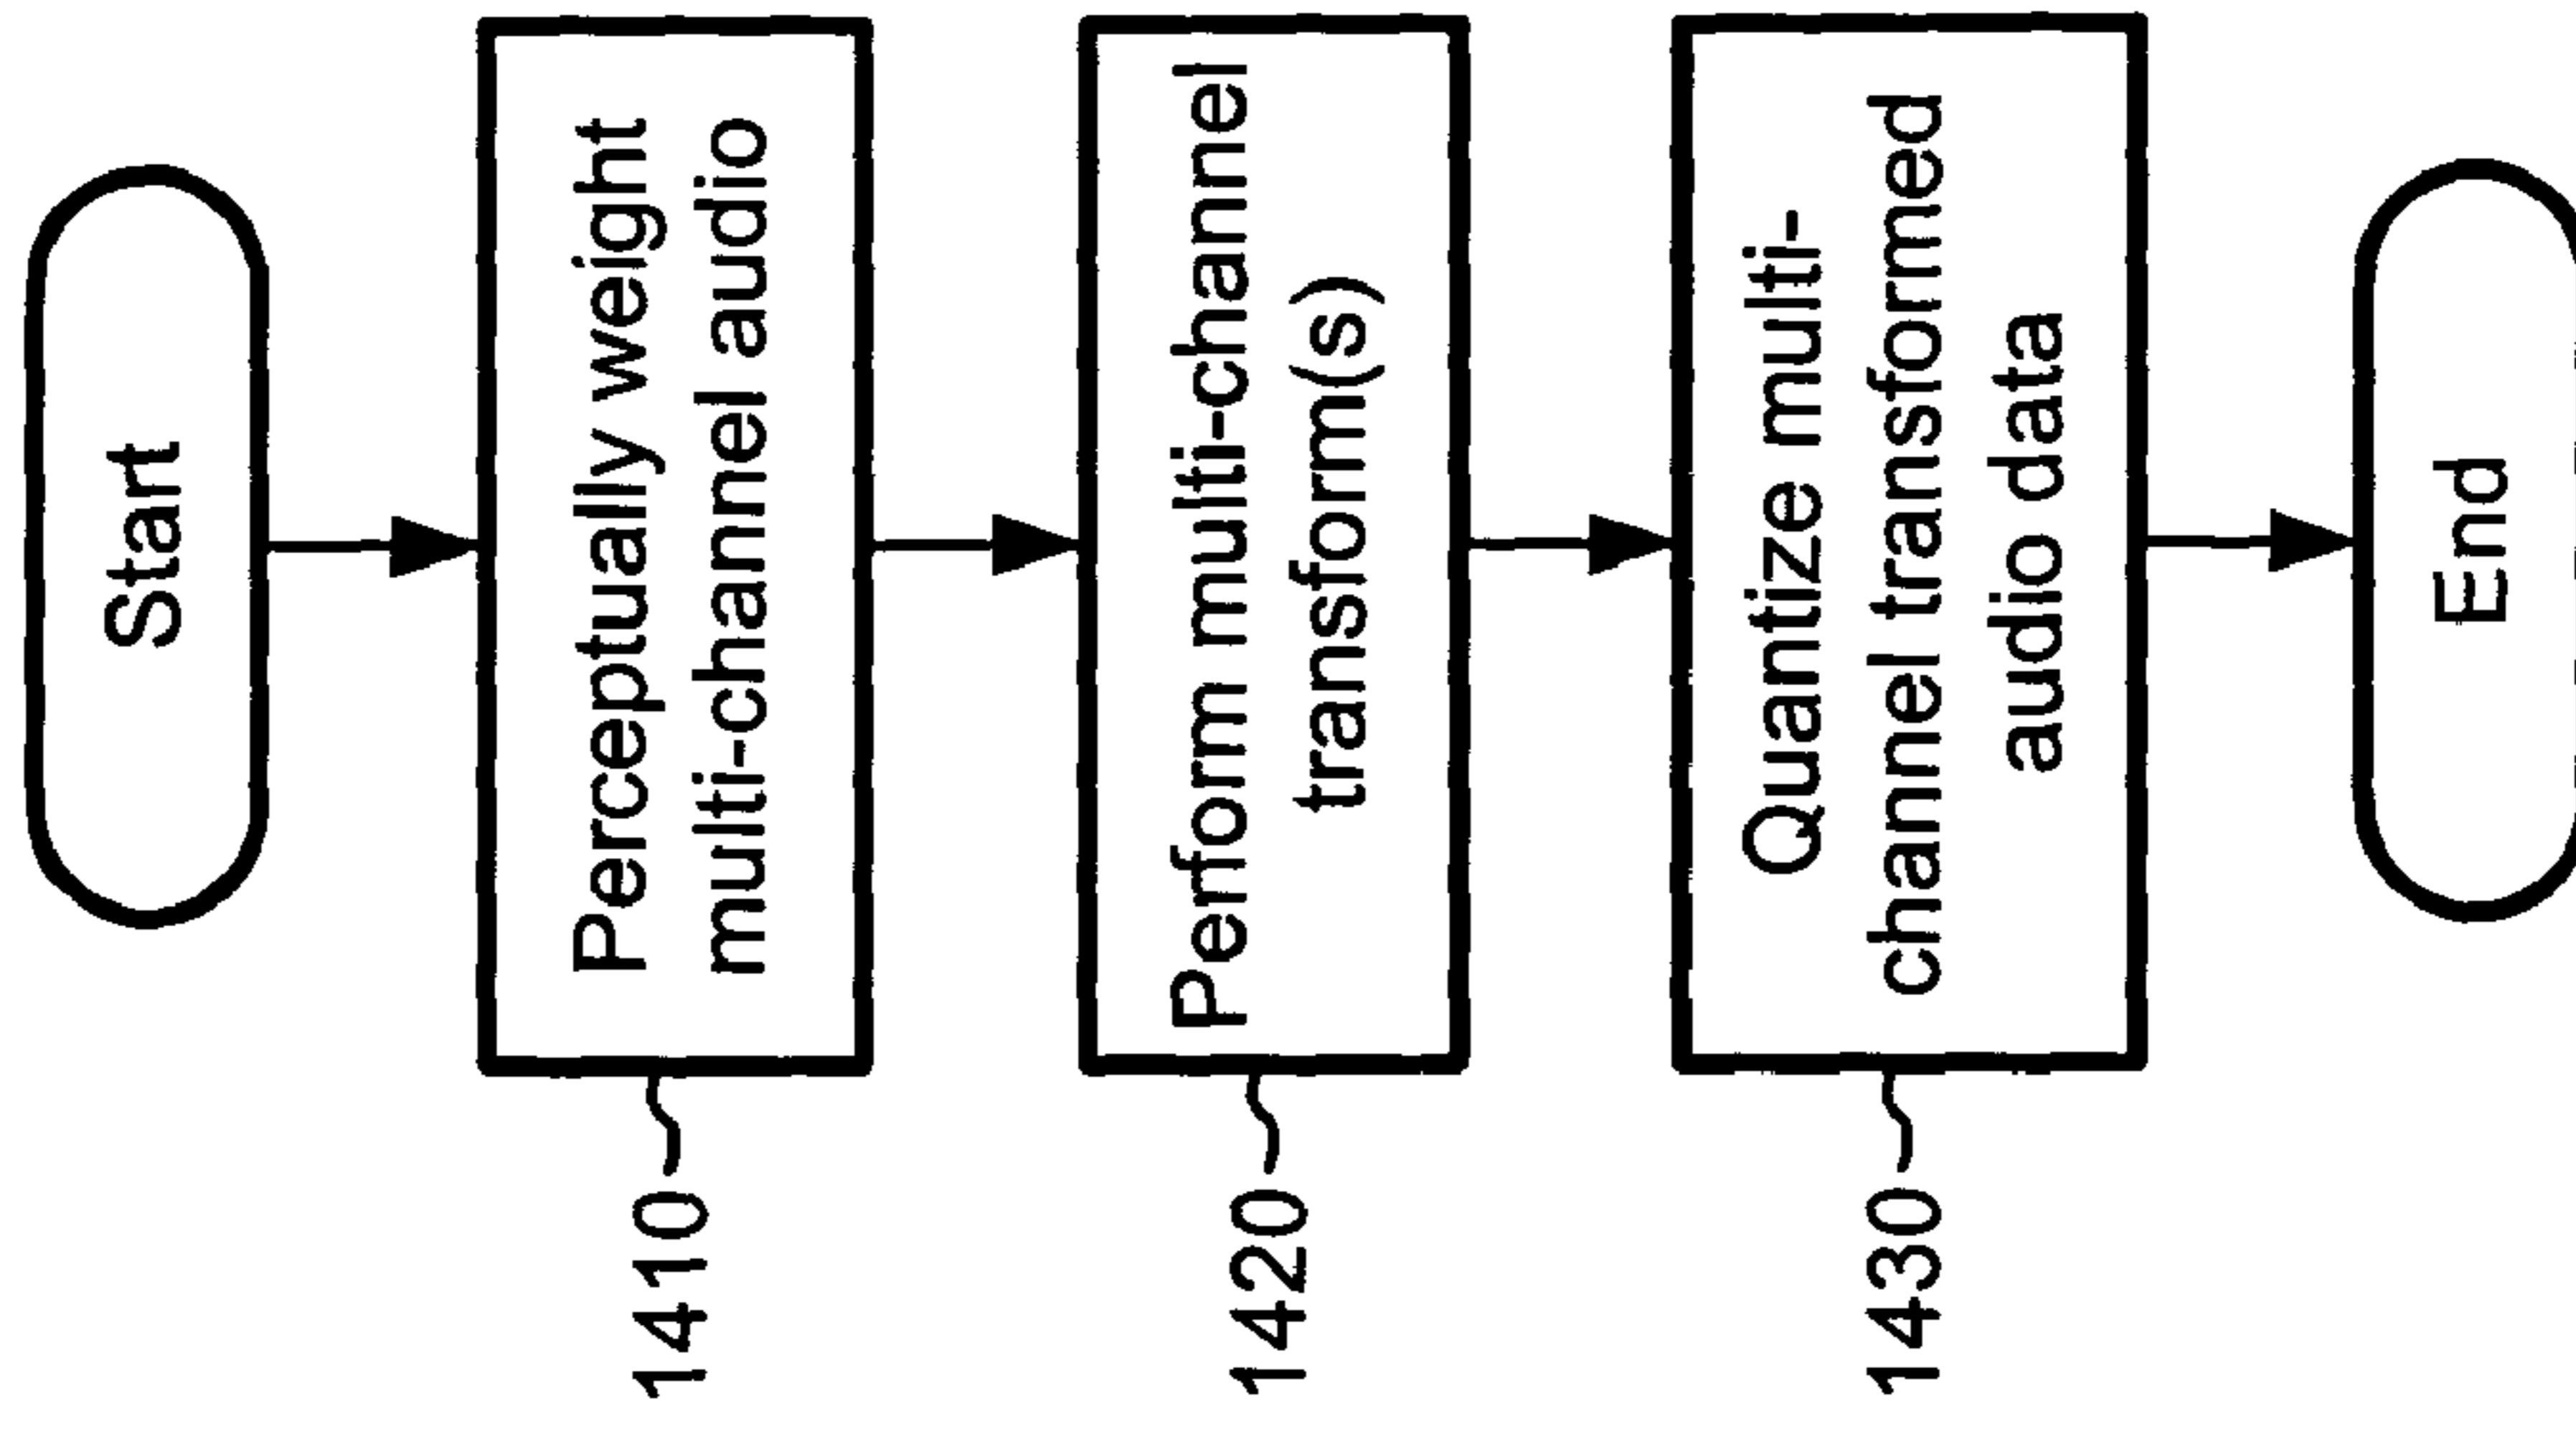 Start
1410
Perceptually weight
multi-channel audio
1420
Perform multi-channel
transform(s)
1430
Quantize multi-
channel transformed
audio data
End